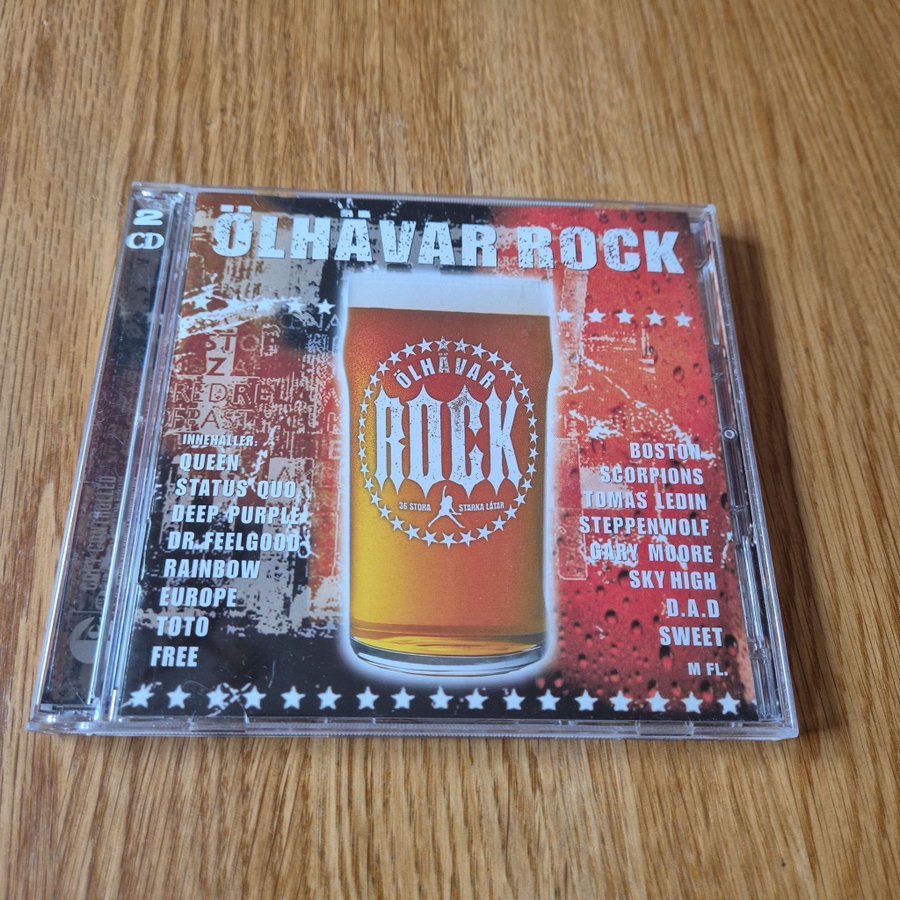 2
CD
ÖLHÄVAR ROCK
ÖLHÄVAR
ROCK
36 STORA STARKA LÅTAR
INNEHÅLLER:
QUEEN
STATUS QUO
DEEP PURPLE
DR.FEELGOOD
RAINBOW
EUROPE
TOTO
FREE
BOSTON
SCORPIONS
TOMAS LEDIN
STEPPENWOLF
GARY MOORE
SKY HIGH
D.A.D
SWEET
M FL.